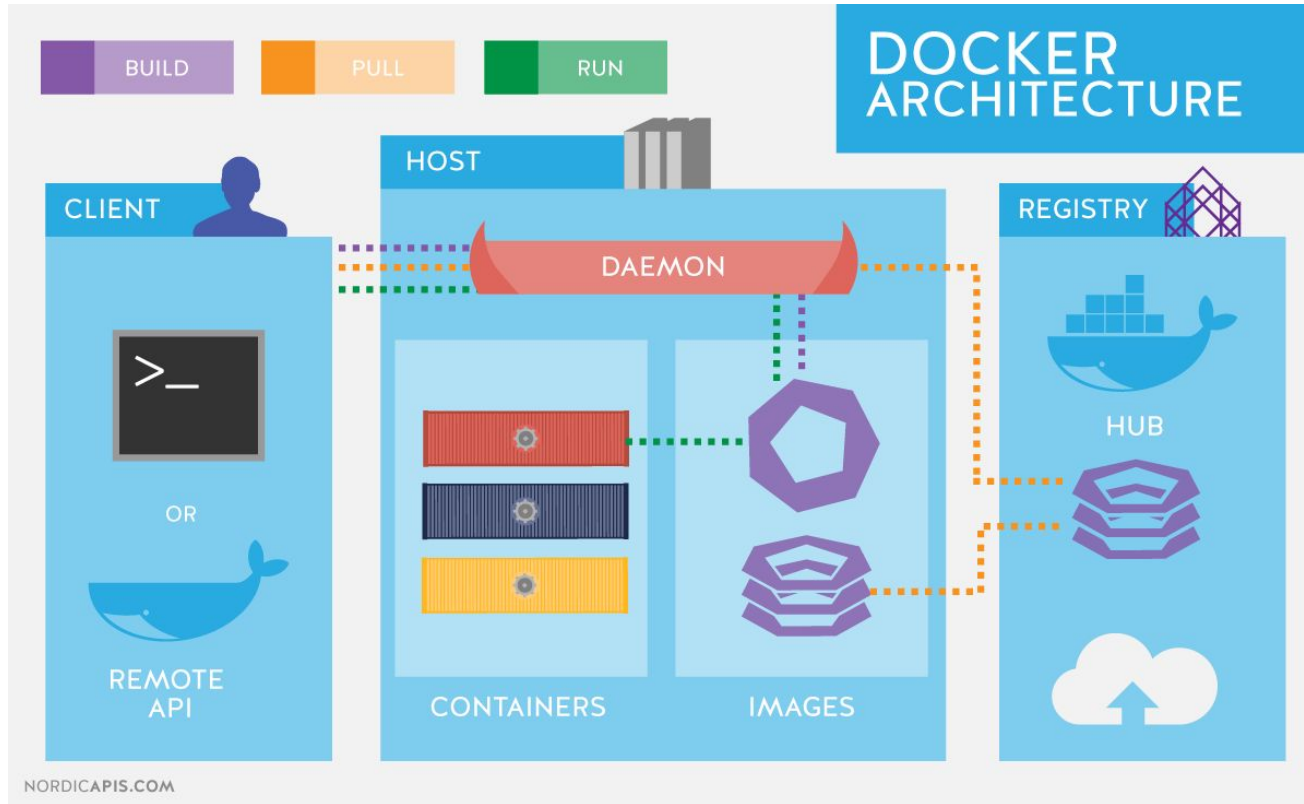 BUILD
PULL
RUN
DOCKER
ARCHITECTURE
HOST
CLIENT
REGISTRY
DAEMON
>_
HUB
OR
REMOTE
API
CONTAINERS
IMAGES
NORDICAPIS.COM